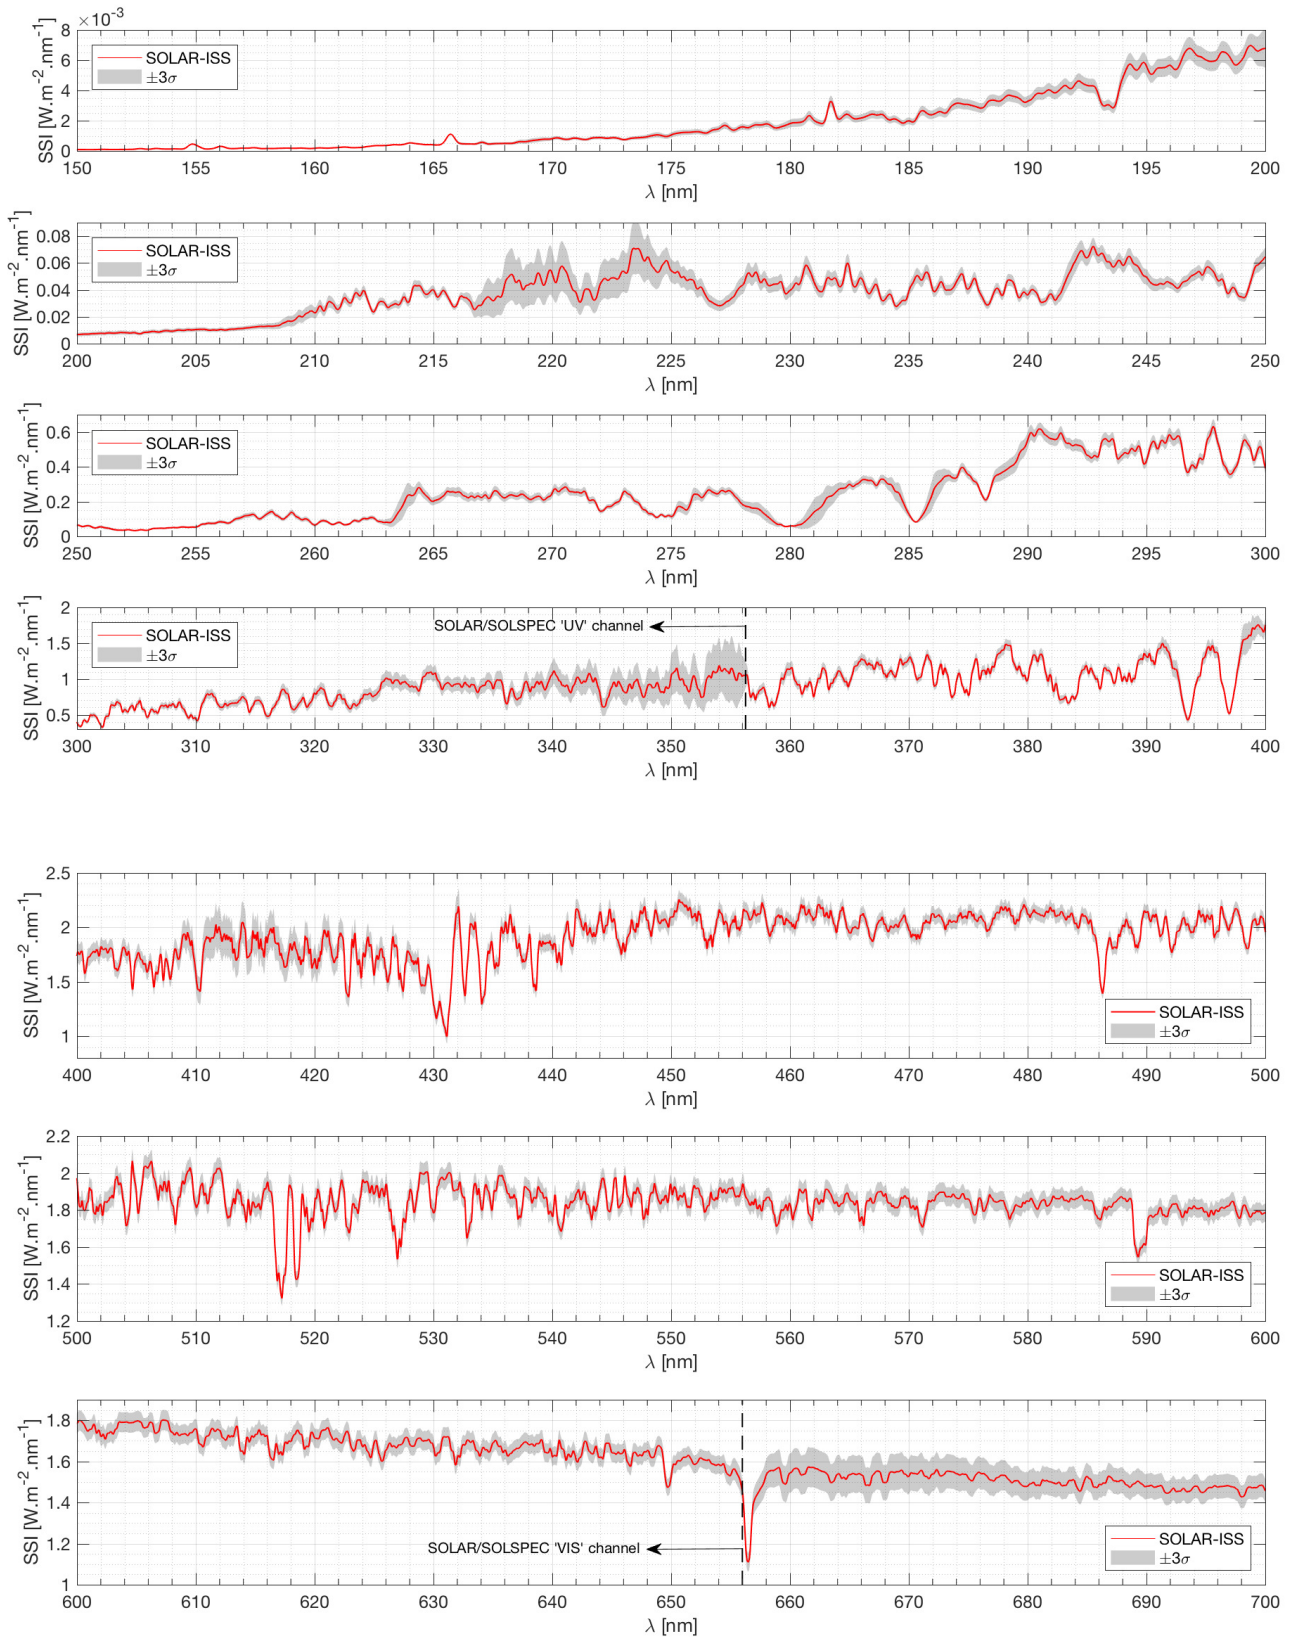 ×10-3
8
6
4
2
0
SSI [W.m-2.nm-1]
SOLAR-ISS
±3σ
150 155 160 165 170 175 180 185 190 195 200
λ [nm]
0.08
0.06
0.04
0.02
0
SSI [W.m-2.nm-1]
SOLAR-ISS
±3σ
200 205 210 215 220 225 230 235 240 245 250
λ [nm]
0.6
0.4
0.2
0
SSI [W.m-2.nm-1]
SOLAR-ISS
±3σ
250 255 260 265 270 275 280 285 290 295 300
λ [nm]
2
1.5
1
0.5
SSI [W.m-2.nm-1]
SOLAR-ISS
±3σ
SOLAR/SOLSPEC 'UV' channel
300 310 320 330 340 350 360 370 380 390 400
λ [nm]
2.5
2
1.5
1
SSI [W.m-2.nm-1]
SOLAR-ISS
±3σ
400 410 420 430 440 450 460 470 480 490 500
λ [nm]
2.2
2
1.8
1.6
1.4
1.2
SSI [W.m-2.nm-1]
SOLAR-ISS
±3σ
500 510 520 530 540 550 560 570 580 590 600
λ [nm]
1.8
1.6
1.4
1.2
1
SSI [W.m-2.nm-1]
SOLAR/SOLSPEC 'VIS' channel
SOLAR-ISS
±3σ
600 610 620 630 640 650 660 670 680 690 700
λ [nm]